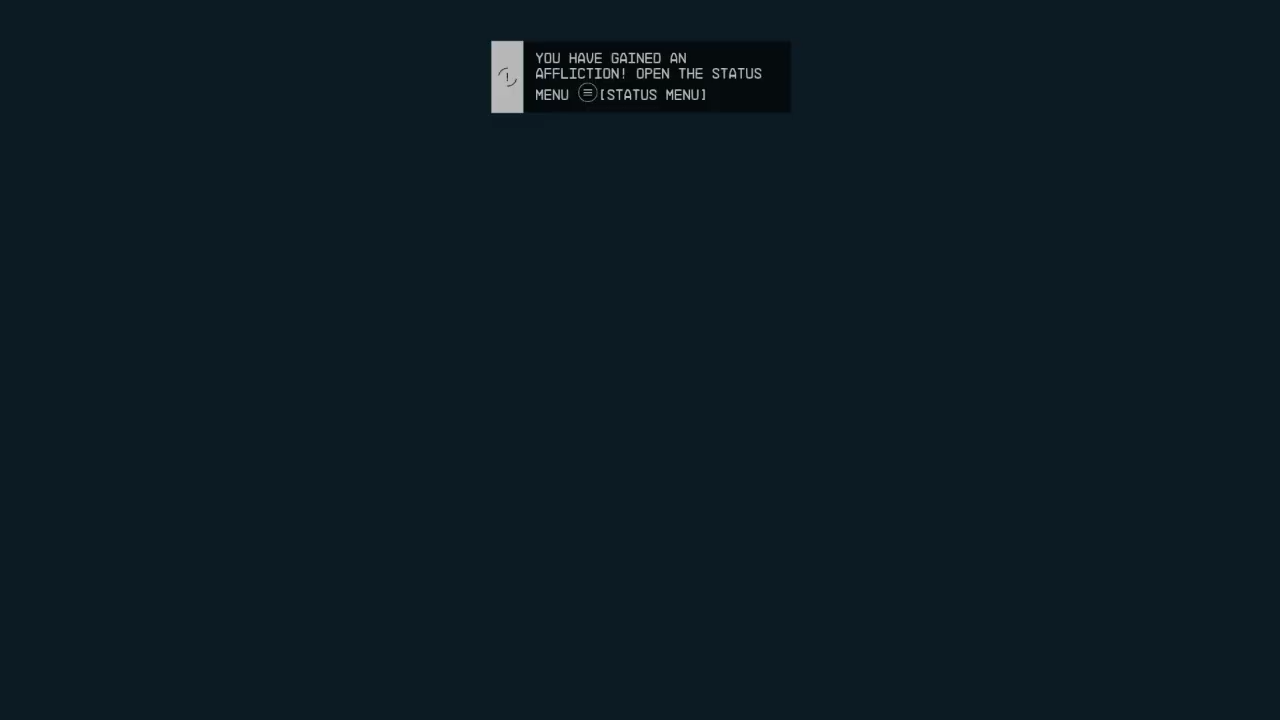 YOU HAVE GAINED AN
AFFLICTION! OPEN THE STATUS
MENU [STATUS MENU]